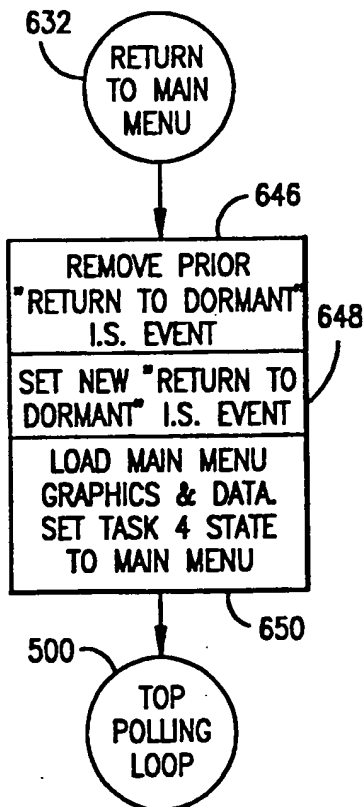 632
RETURN
TO MAIN
MENU
646
REMOVE PRIOR
"RETURN TO DORMANT"
I.S. EVENT
648
SET NEW "RETURN TO
DORMANT" I.S. EVENT
LOAD MAIN MENU
GRAPHICS & DATA.
SET TASK 4 STATE
TO MAIN MENU
650
500
TOP
POLLING
LOOP